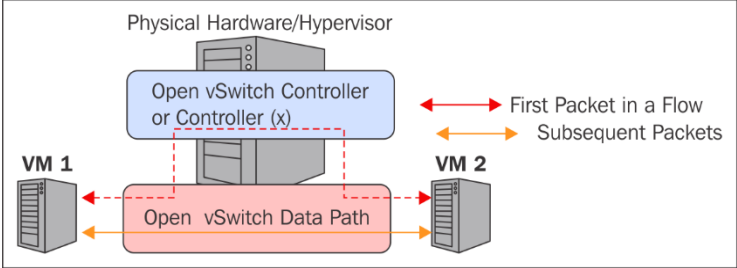 Physical Hardware/Hypervisor
Open vSwitch Controller
or Controller (x)
First Packet in a Flow
Subsequent Packets
VM 1
VM 2
Open vSwitch Data Path